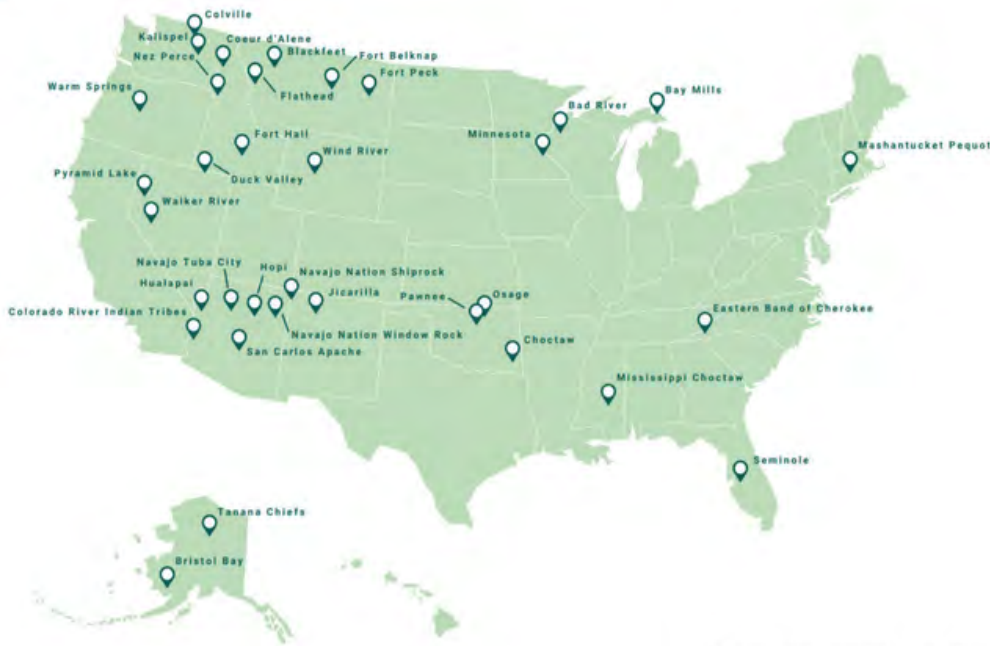 Colville
Kalispel
Coeur d'Alene
Nez Perce
Blackfeet
Fort Belknap
Fort Peck
Flathead
Warm Springs
Bay Mills
Bad River
Minnesota
Mashantucket Pequot
Fort Hall
Wind River
Duck Valley
Pyramid Lake
Walker River
Navajo Tuba City
Hopi
Navajo Nation Shiprock
Hualapai
Jicarilla
Pawnee
Osage
Colorado River Indian Tribes
Navajo Nation Window Rock
San Carlos Apache
Eastern Band of Cherokee
Choctaw
Mississippi Choctaw
Seminole
Tanana Chiefs
Bristol Bay